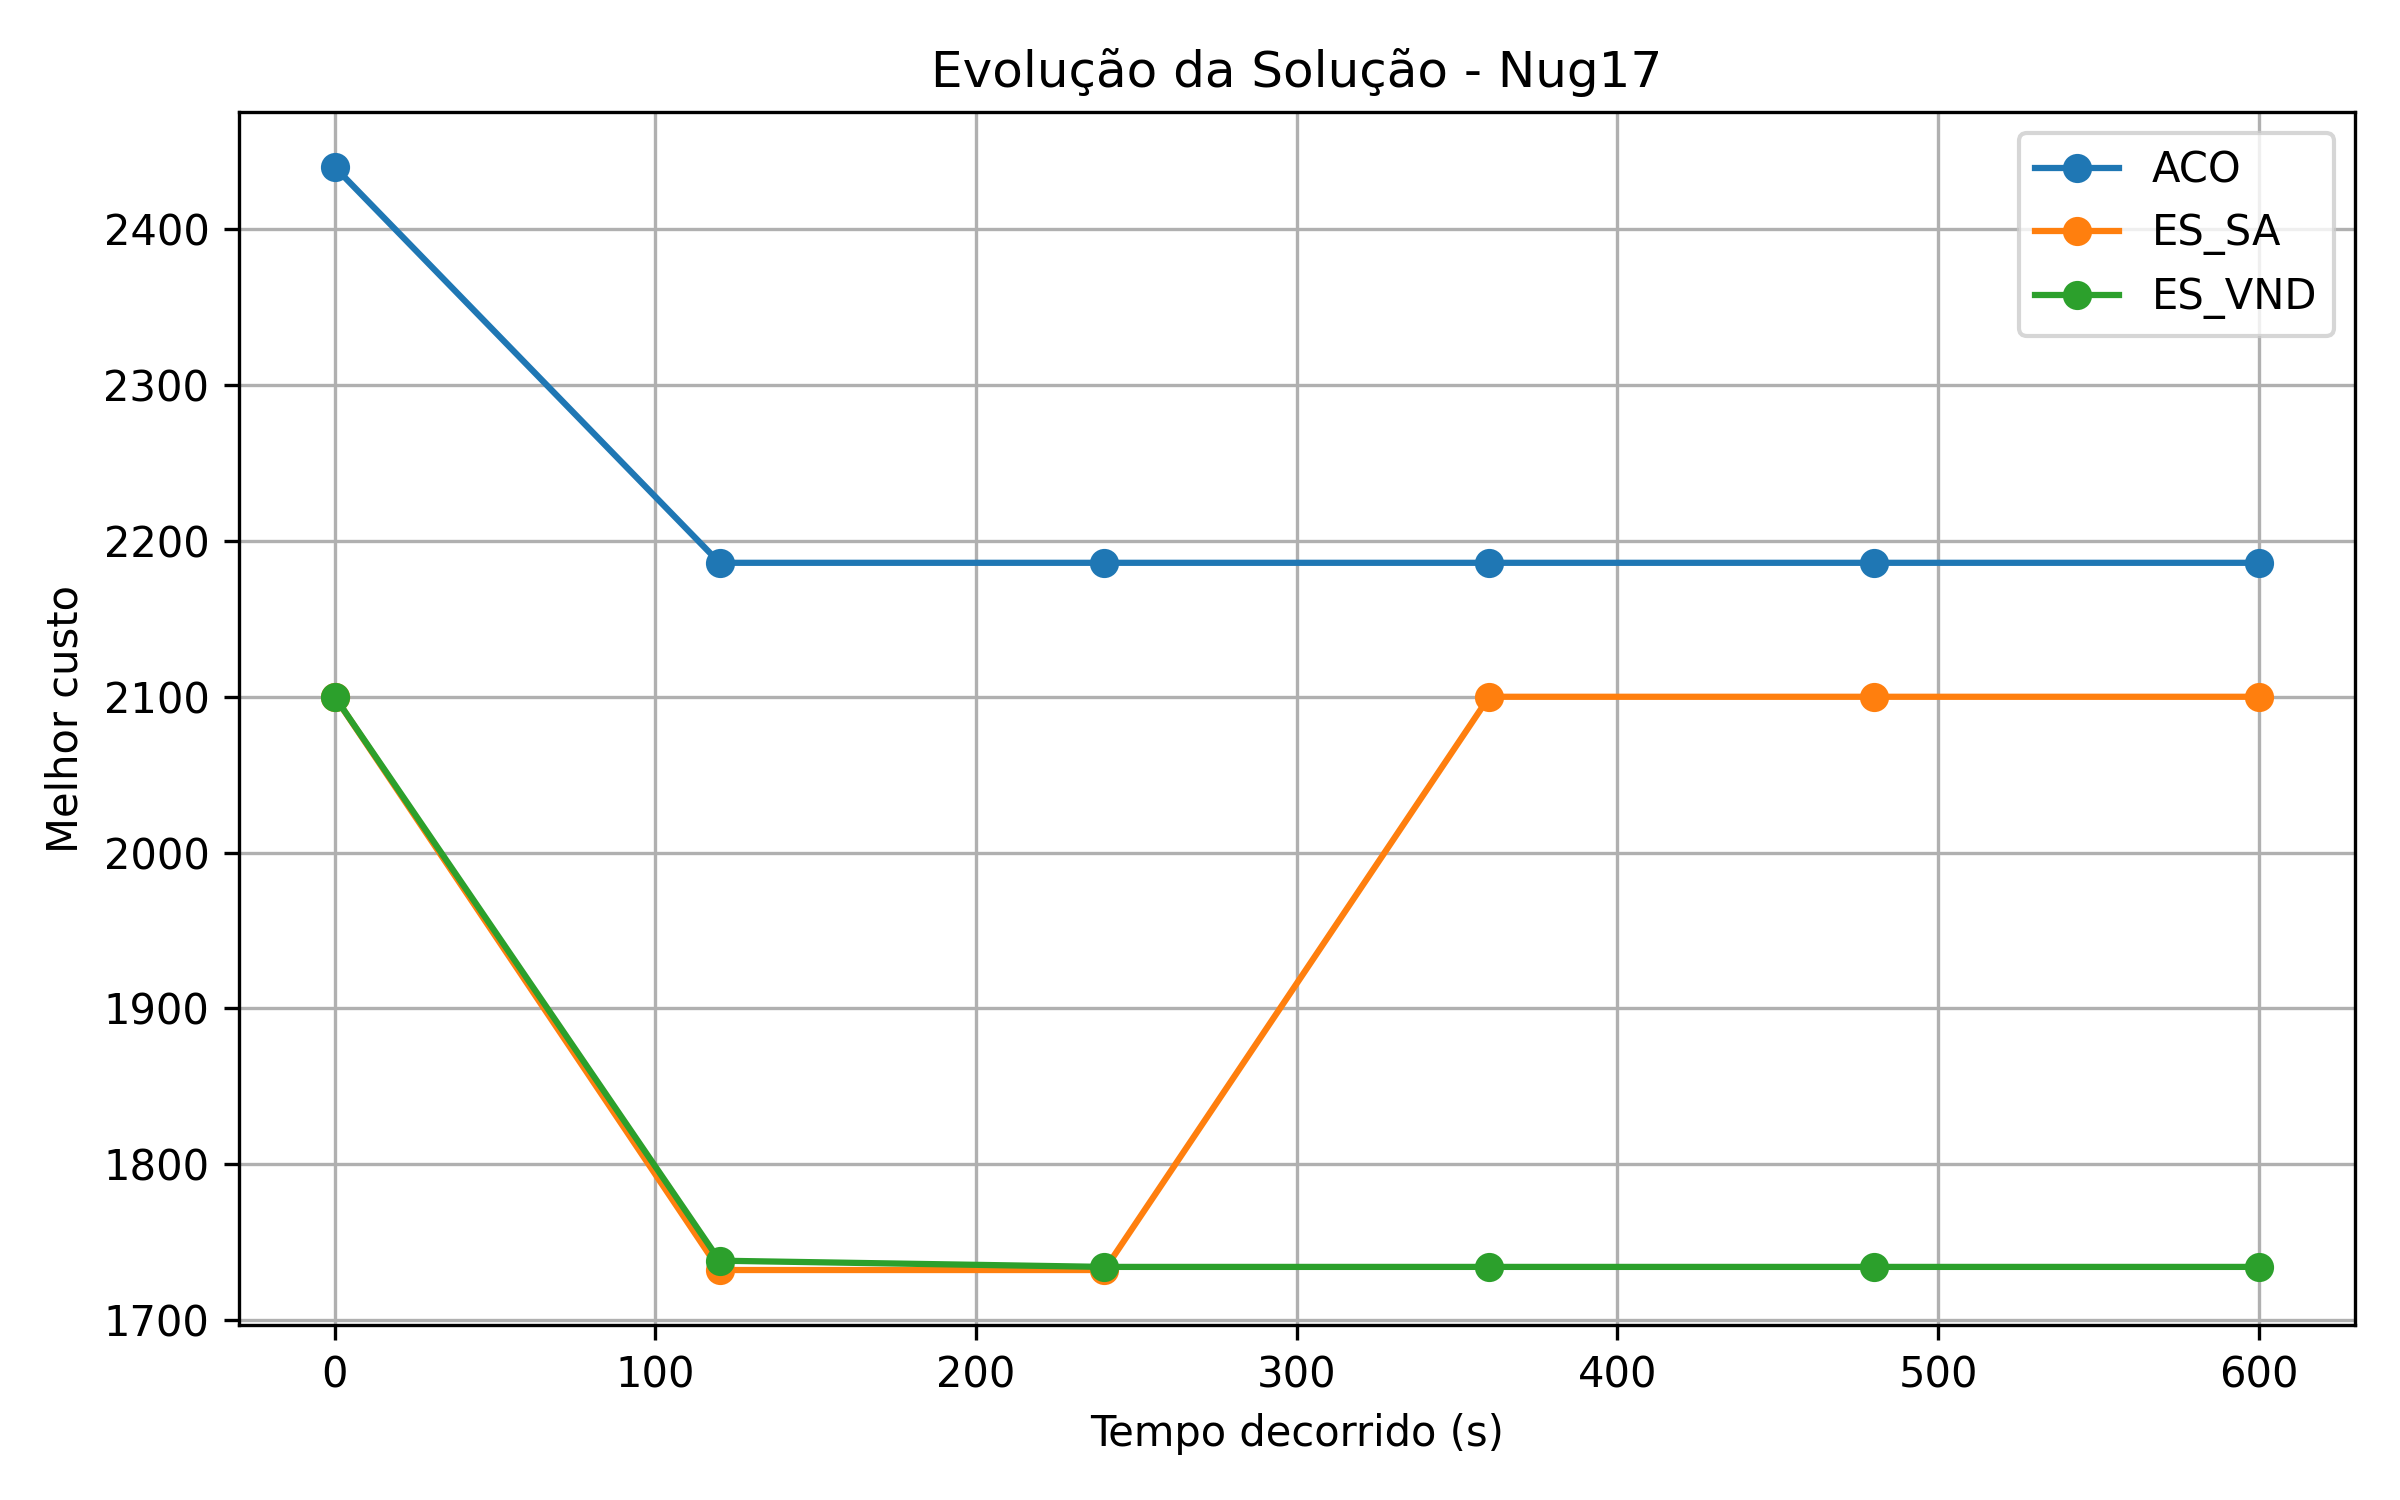 Evolução da Solução - Nug17
ACO
ES_SA
ES_VND
Melhor custo
2400
2300
2200
2100
2000
1900
1800
1700
0 100 200 300 400 500 600
Tempo decorrido (s)